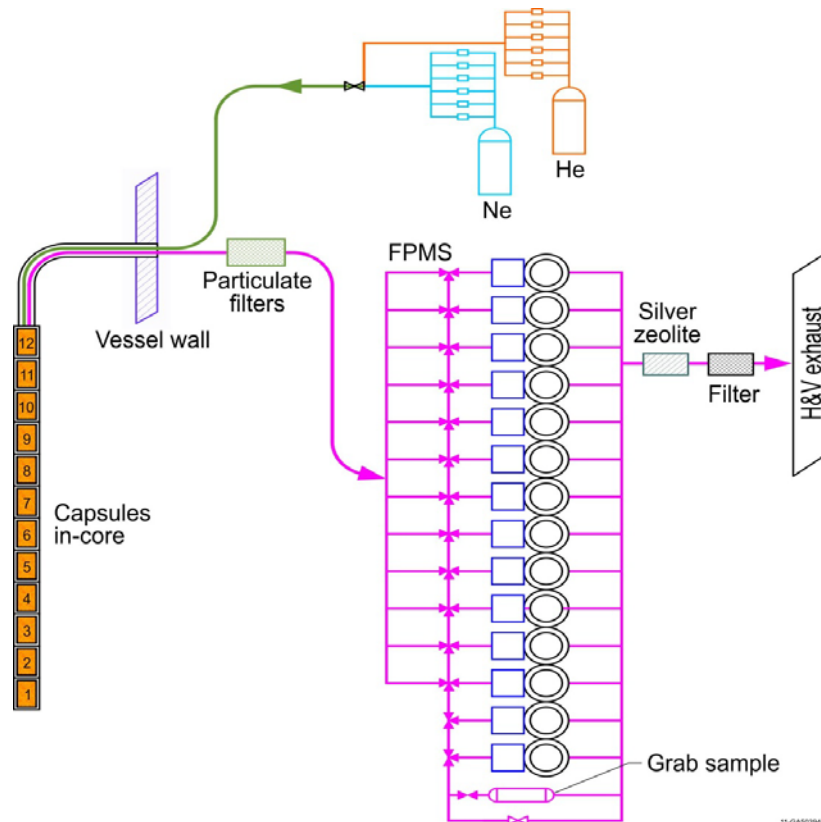 He
Ne
FPMS
Particulate
filters
Vessel wall
Silver
zeolite
Filter
H&V exhaust
12
11
10
9
8
7
6
5
4
3
2
1
Capsules
in-core
Grab sample